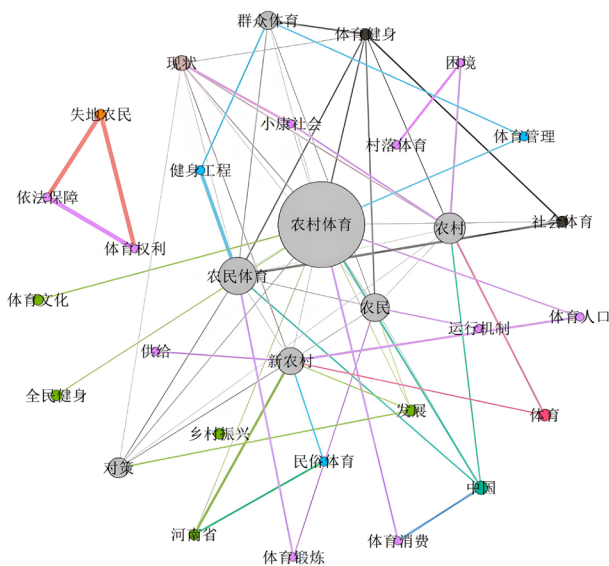 群众体育
体育健身
现状
困境
失地农民
小康社会
村落体育
体育管理
健身工程
依法保障
农村体育
农村
社会体育
体育权利
农民体育
体育文化
农民
体育人口
运行机制
供给
新农村
全民健身
发展
体育
乡村振兴
对策
民俗体育
中国
河南省
体育消费
体育锻炼